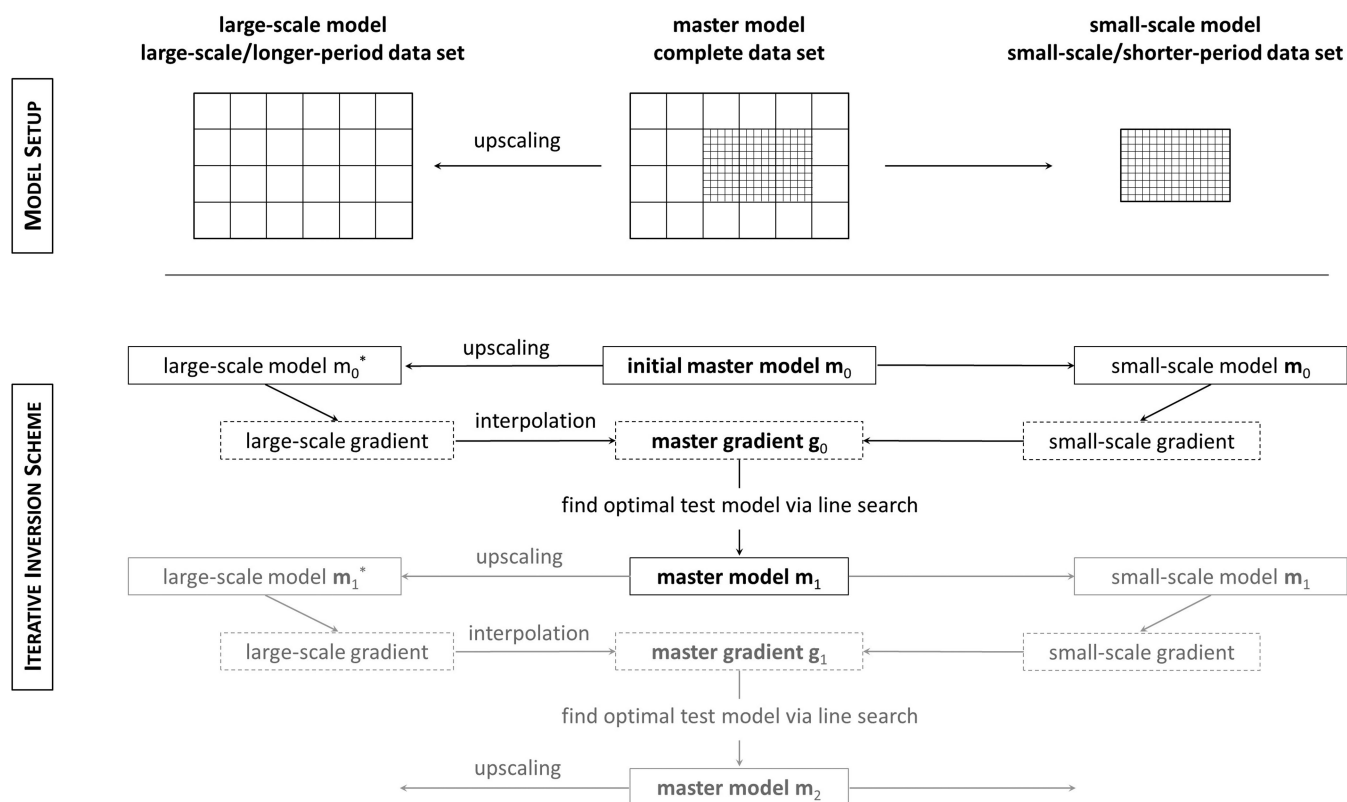 large-scale model
large-scale/longer-period data set
master model
complete data set
small-scale model
small-scale/shorter-period data set
MODEL SETUP
upscaling
ITERATIVE INVERSION SCHEME
large-scale model m0*
upscaling
initial master model m0
small-scale model m0
large-scale gradient
interpolation
master gradient g0
small-scale gradient
find optimal test model via line search
large-scale model m1*
upscaling
master model m1
small-scale model m1
large-scale gradient
interpolation
master gradient g1
small-scale gradient
find optimal test model via line search
upscaling
master model m2